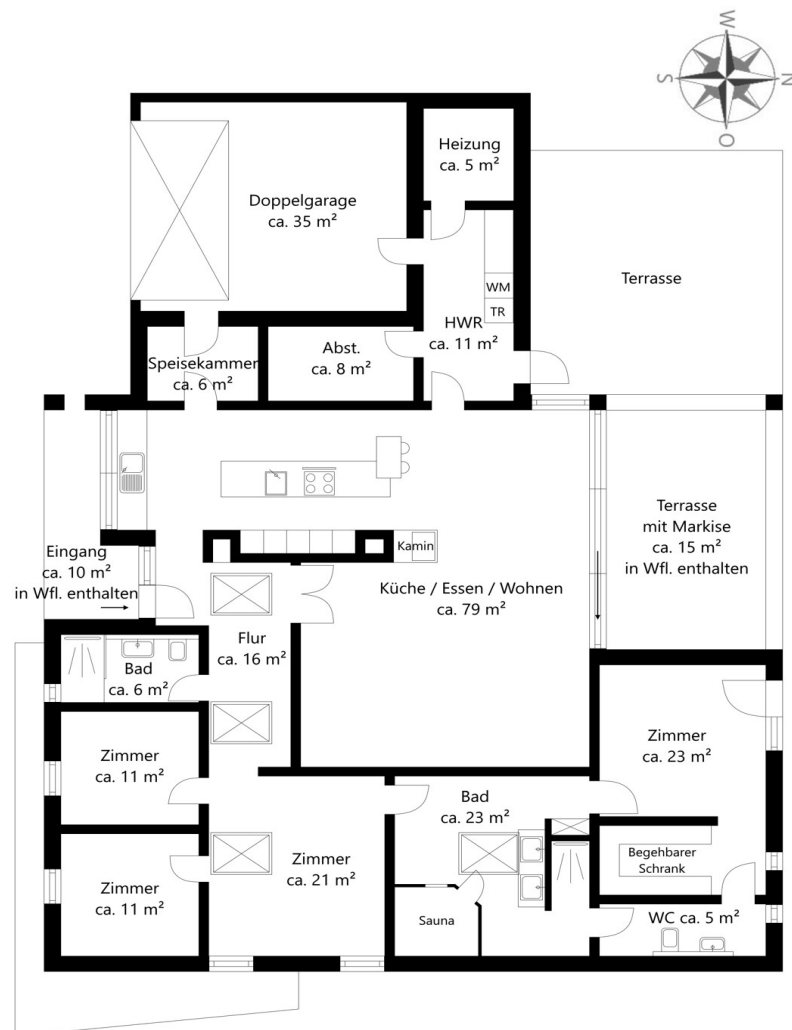 W
S
N
O
Heizung
ca. 5 m²
Doppelgarage
ca. 35 m²
Terrasse
WM
TR
HWR
ca. 11 m²
Speisekammer
ca. 6 m²
Abst.
ca. 8 m²
Terrasse
mit Markise
ca. 15 m²
in Wfl. enthalten
Eingang
ca. 10 m²
in Wfl. enthalten
Kamin
Küche / Essen / Wohnen
ca. 79 m²
Flur
ca. 16 m²
Bad
ca. 6 m²
Zimmer
ca. 23 m²
Zimmer
ca. 11 m²
Bad
ca. 23 m²
Zimmer
ca. 21 m²
Zimmer
ca. 11 m²
Begehbarer
Schrank
Sauna
WC ca. 5 m²